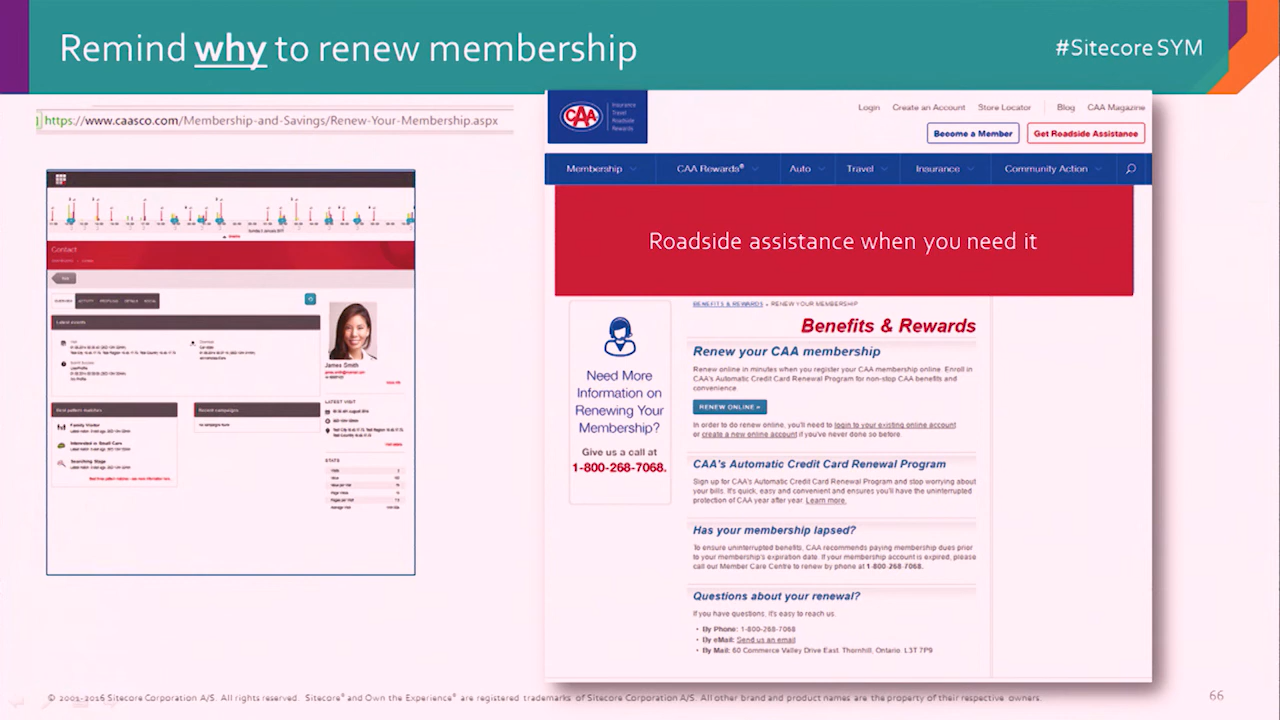 Remind why to renew membership
#SitecoreSYM
https://www.caasco.com/Membership-and-Savings/Renew-Your-Membership.aspx
Contact
Latest events
James Smith
LATEST VISIT
Best pattern matches
Recent campaigns
Family Visitor
Interested in Small Cars
Searching Stage
STATS
CAA
Insurance
Travel
Roadside
Rewards
Login Create an Account Store Locator Blog CAA Magazine
Become a Member Get Roadside Assistance
Membership CAA Rewards® Auto Travel Insurance Community Action
Roadside assistance when you need it
BENEFITS & REWARDS • RENEW YOUR MEMBERSHIP
Need More
Information on
Renewing Your
Membership?
Give us a call at
1-800-268-7068.
Benefits & Rewards
Renew your CAA membership
Renew online in minutes when you register your CAA membership online. Enroll in
CAA's Automatic Credit Card Renewal Program for non-stop CAA benefits and
convenience.
RENEW ONLINE »
In order to do renew online, you'll need to login to your existing online account
or create a new online account if you've never done so before.
CAA's Automatic Credit Card Renewal Program
Sign up for CAA's Automatic Credit Card Renewal Program and stop worrying about
your bills. It's quick, easy and convenient and ensures you'll have the uninterrupted
protection of CAA year after year. Learn more.
Has your membership lapsed?
To ensure uninterrupted benefits, CAA recommends paying membership dues prior
to your membership's expiration date. If your membership account is expired, please
call our Member Care Centre to renew by phone at 1-800-268-7068.
Questions about your renewal?
If you have questions, it's easy to reach us.
• By Phone: 1-800-268-7068
• By eMail: Send us an email
• By Mail: 60 Commerce Valley Drive East. Thornhill, Ontario L3T 7P9
© 2001-2016 Sitecore Corporation A/S. All rights reserved. Sitecore® and Own the Experience® are registered trademarks of Sitecore Corporation A/S. All other brand and product names are the property of their respective owners.
66